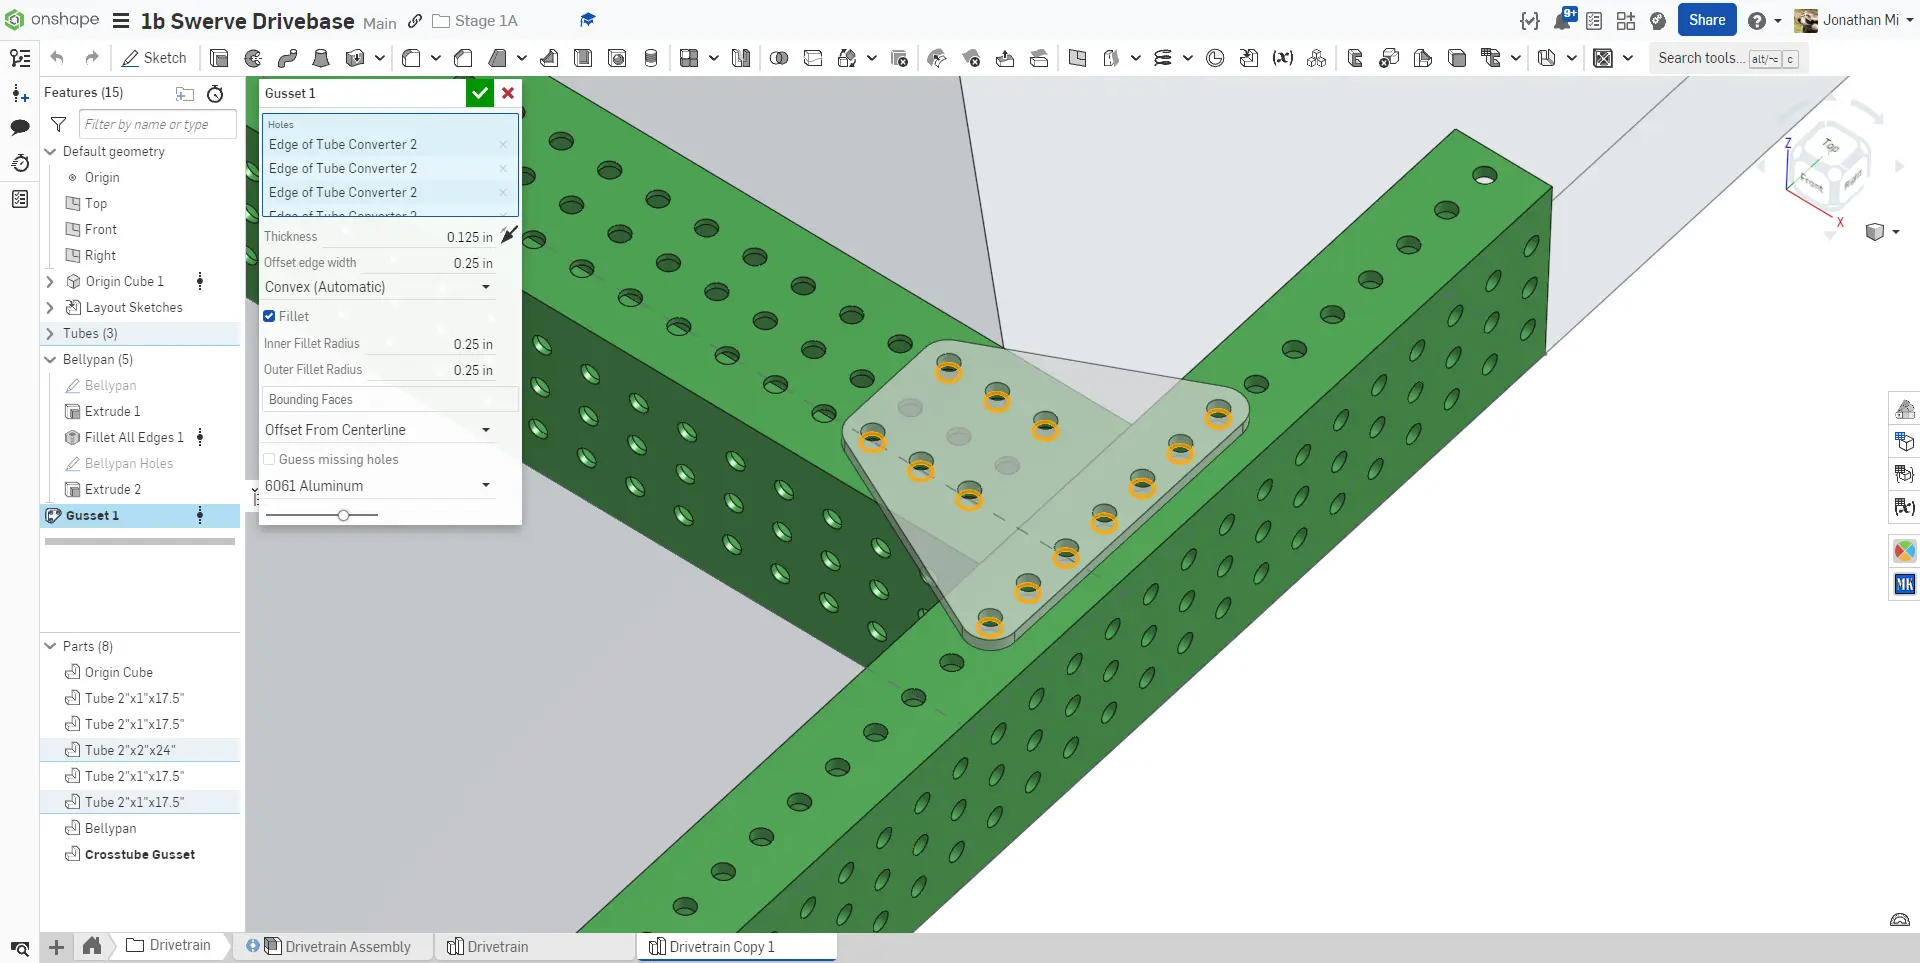 onshape
1b Swerve Drivebase Main Stage 1A
9+
Share
Jonathan Mi
Sketch
Search tools... alt/⌥ c
Features (15)
Filter by name or type
Default geometry
Origin
Top
Front
Right
Origin Cube 1
Layout Sketches
Tubes (3)
Bellypan (5)
Bellypan
Extrude 1
Fillet All Edges 1
Bellypan Holes
Extrude 2
Gusset 1
Parts (8)
Origin Cube
Tube 2"x1"x17.5"
Tube 2"x1"x17.5"
Tube 2"x2"x24"
Tube 2"x1"x17.5"
Tube 2"x1"x17.5"
Bellypan
Crosstube Gusset
Gusset 1
Holes
Edge of Tube Converter 2
Edge of Tube Converter 2
Edge of Tube Converter 2
Edge of Tube Converter 2
Thickness 0.125 in
Offset edge width 0.25 in
Convex (Automatic)
Fillet
Inner Fillet Radius 0.25 in
Outer Fillet Radius 0.25 in
Bounding Faces
Offset From Centerline
Guess missing holes
6061 Aluminum
Z
Top
Front
Right
X
MK
Drivetrain
Drivetrain Assembly
Drivetrain
Drivetrain Copy 1